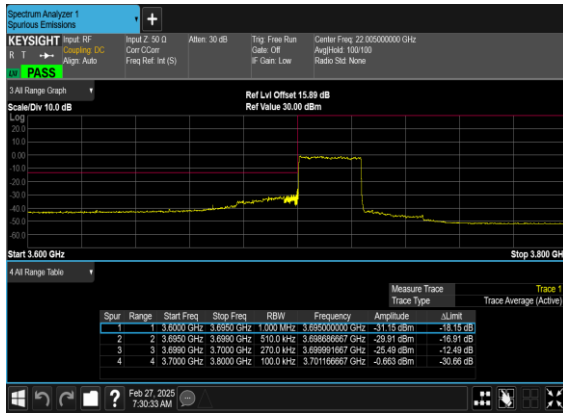 Spectrum Analyzer 1
Spurious Emissions
KEYSIGHT Input: RF Input Z: 50 Ω Atten: 30 dB Trig: Free Run Center Freq: 22.005000000 GHz
R T Coupling: DC Corr CCorr Gate: Off Avg|Hold: 100/100
Align: Auto Freq Ref: Int (S) IF Gain: Low Radio Std: None
PASS
3 All Range Graph
Ref Lvl Offset 15.89 dB
Scale/Div 10.0 dB Ref Value 30.00 dBm
Log
20.0
10.0
0.00
-10.0
-20.0
-30.0
-40.0
-50.0
-60.0
Start 3.600 GHz Stop 3.800 GH
4 All Range Table
Measure Trace Trace 1
Trace Type Trace Average (Active)
Spur Range Start Freq Stop Freq RBW Frequency Amplitude ΔLimit
1 1 3.6000 GHz 3.6950 GHz 1.000 MHz 3.695000000 GHz -31.15 dBm -18.15 dB
2 2 3.6950 GHz 3.6990 GHz 510.0 kHz 3.698686667 GHz -29.91 dBm -16.91 dB
3 3 3.6990 GHz 3.7000 GHz 270.0 kHz 3.699991667 GHz -25.49 dBm -12.49 dB
4 4 3.7000 GHz 3.8000 GHz 100.0 kHz 3.701166667 GHz -0.663 dBm -30.66 dB
Feb 27, 2025
7:30:33 AM